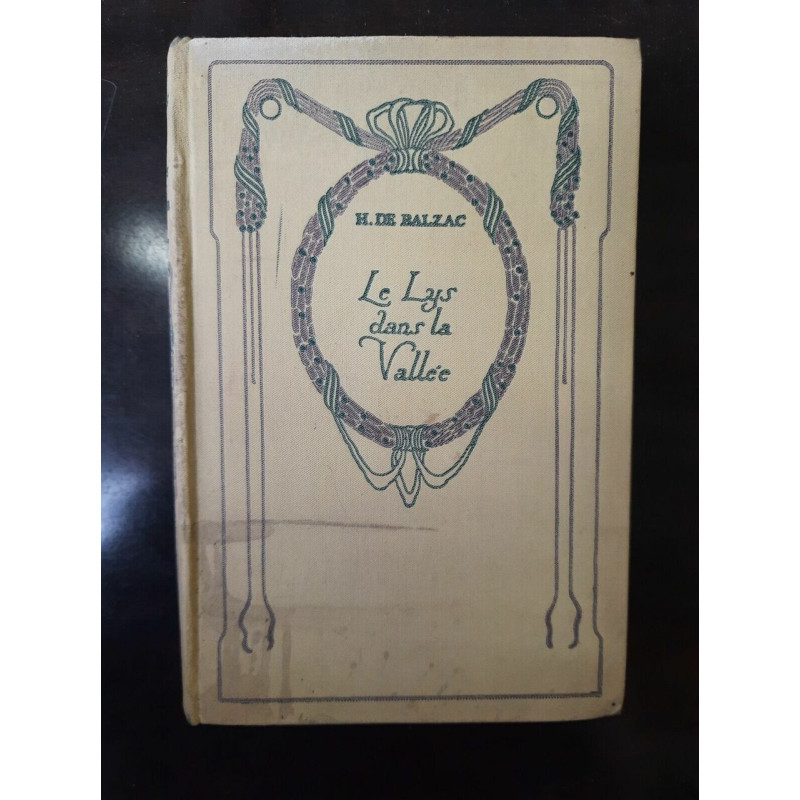 H. DE BALZAC
Le Lys
dans la
Vallée